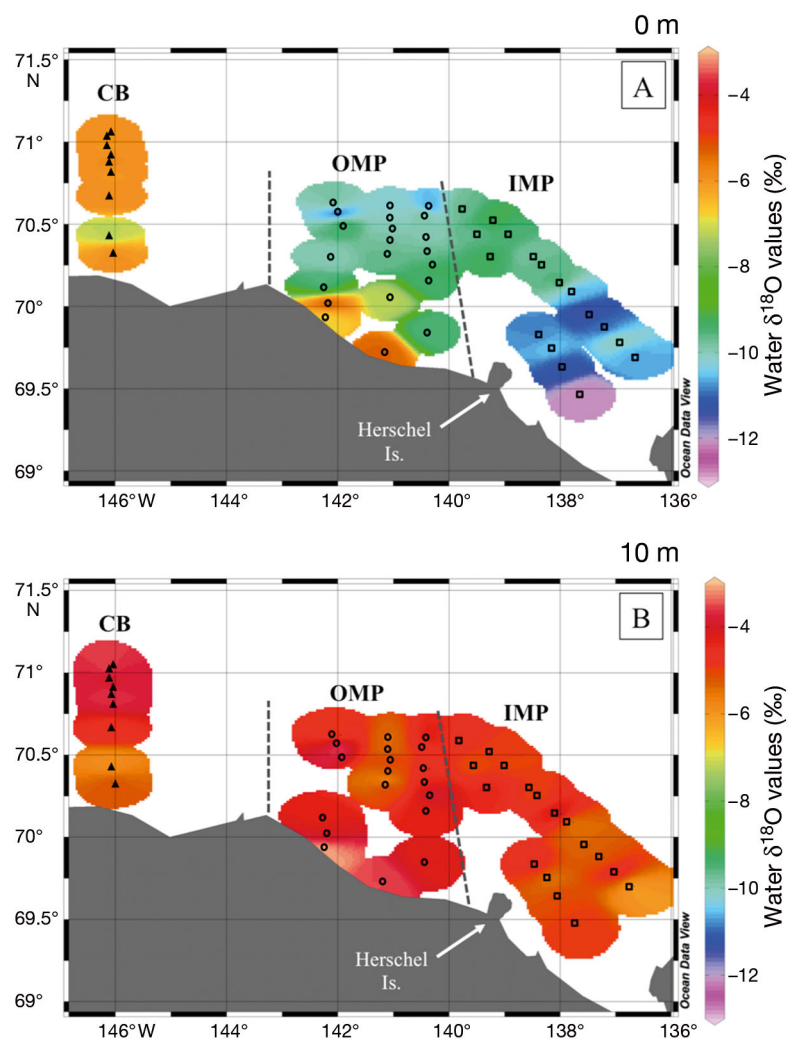 0 m
71.5°
N
71°
70.5°
70°
69.5°
69°
CB
OMP
IMP
A
Herschel
Is.
Ocean Data View
146°W
144°
142°
140°
138°
136°
−4
−6
−8
−10
−12
Water δ¹⁸O values (‰)
10 m
71.5°
N
71°
70.5°
70°
69.5°
69°
CB
OMP
IMP
B
Herschel
Is.
Ocean Data View
146°W
144°
142°
140°
138°
136°
−4
−6
−8
−10
−12
Water δ¹⁸O values (‰)